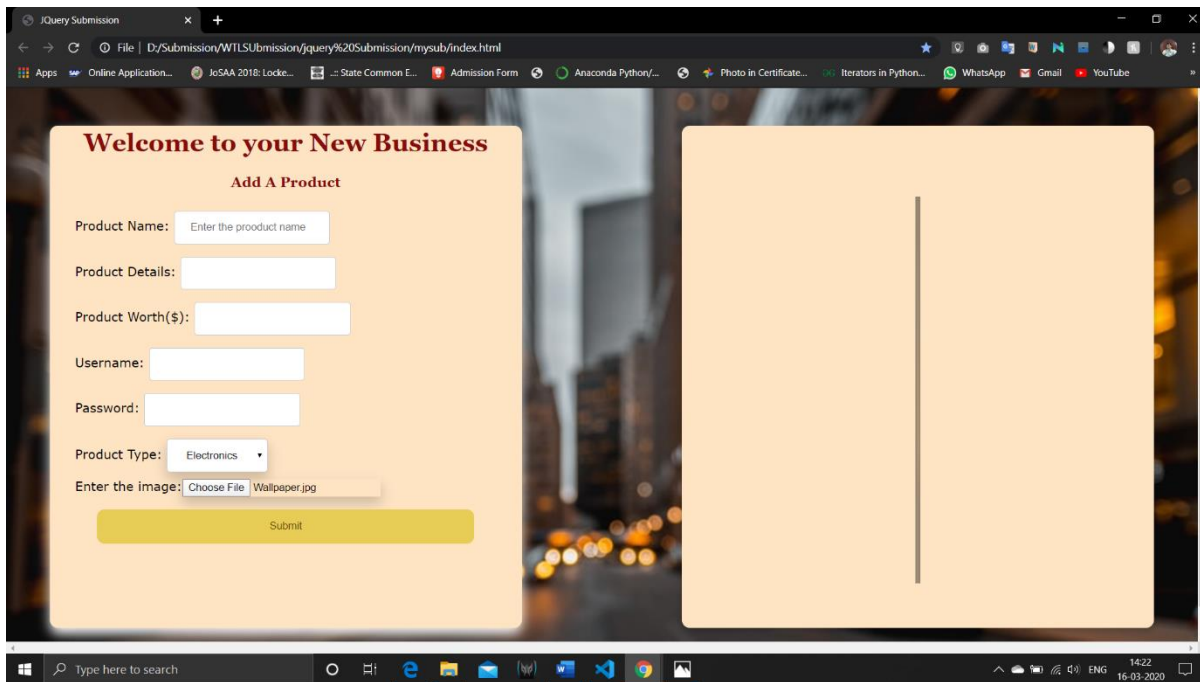 JQuery Submission
File | D:/Submission/WTLSUbmission/jquery%20Submission/mysub/index.html
Apps Online Application... JoSAA 2018: Locke... ..:: State Common E... Admission Form Anaconda Python/... Photo in Certificate... Iterators in Python... WhatsApp Gmail YouTube »
Welcome to your New Business
Add A Product
Product Name: Enter the prooduct name
Product Details:
Product Worth($):
Username:
Password:
Product Type: Electronics
Enter the image: Choose File Wallpaper.jpg
Submit
Type here to search
ENG 14:22
16-03-2020